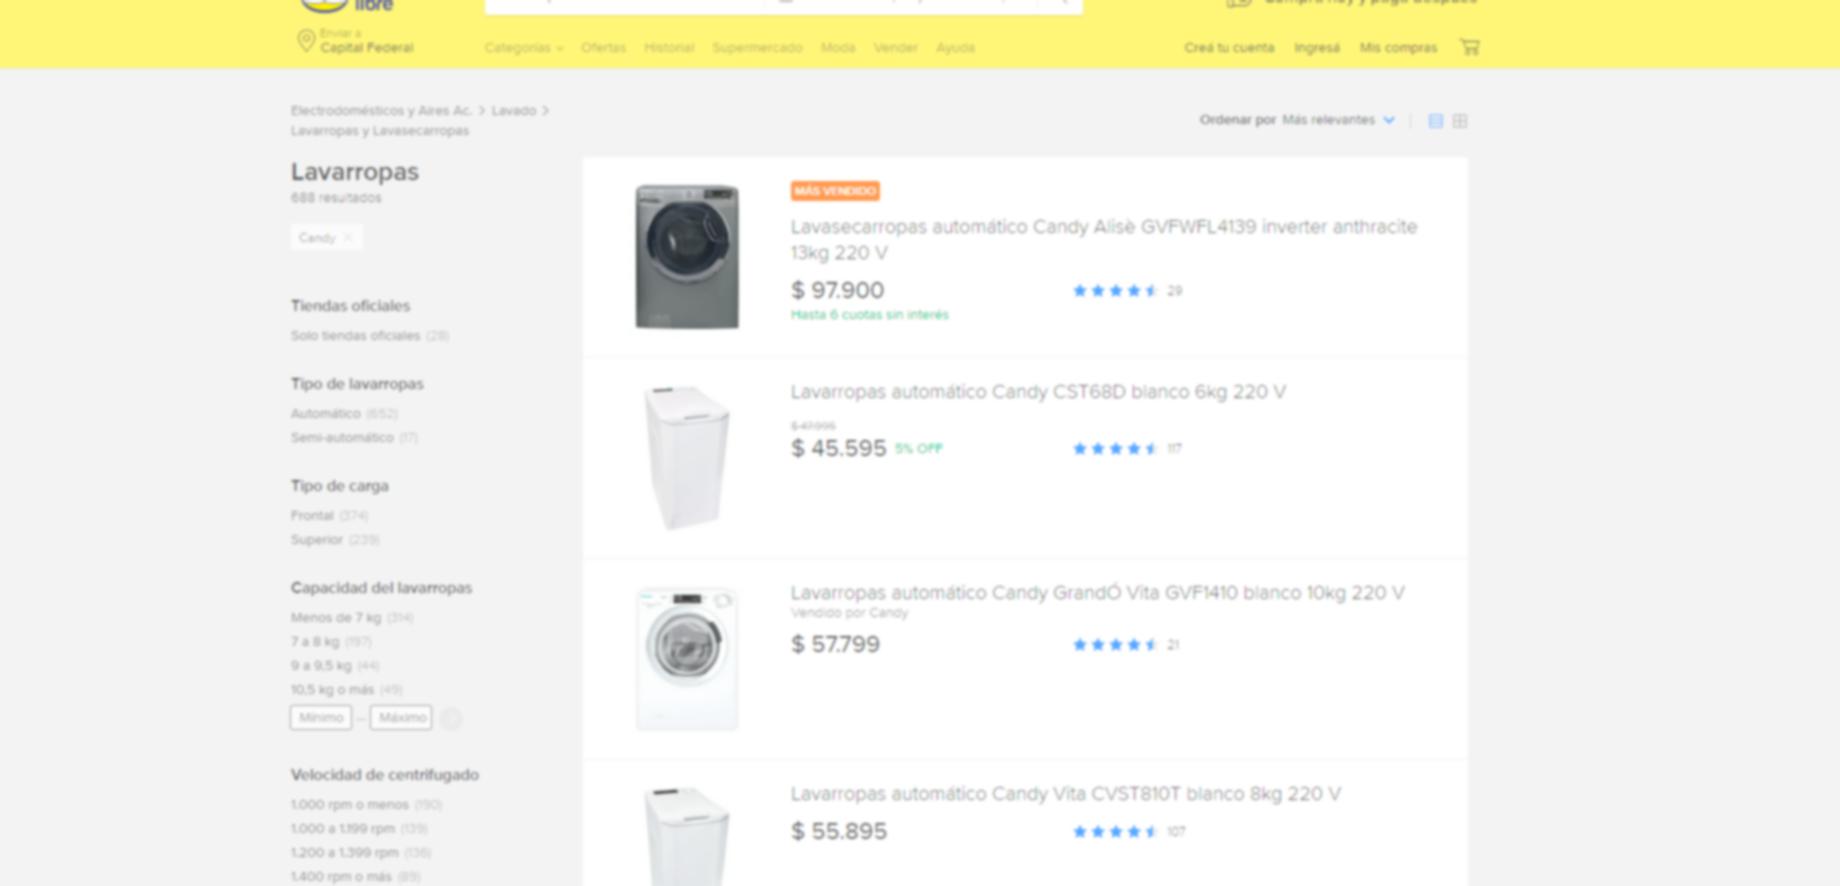 libre
Enviar a
Capital Federal
Categorías Ofertas Historial Supermercado Moda Vender Ayuda
Creá tu cuenta Ingresá Mis compras
Electrodomésticos y Aires Ac. > Lavado >
Lavarropas y Lavasecarropas
Ordenar por Más relevantes
Lavarropas
688 resultados
Candy ×
Tiendas oficiales
Solo tiendas oficiales (28)
Tipo de lavarropas
Automático (652)
Semi-automático (17)
Tipo de carga
Frontal (374)
Superior (239)
Capacidad del lavarropas
Menos de 7 kg (314)
7 a 8 kg (197)
9 a 9,5 kg (44)
10,5 kg o más (49)
Mínimo – Máximo
Velocidad de centrifugado
1.000 rpm o menos (190)
1.000 a 1.199 rpm (139)
1.200 a 1.399 rpm (136)
1.400 rpm o más (89)
MÁS VENDIDO
Lavasecarropas automático Candy Alisè GVFWFL4139 inverter anthracite
13kg 220 V
$ 97.900
29
Hasta 6 cuotas sin interés
Lavarropas automático Candy CST68D blanco 6kg 220 V
$ 47.995
$ 45.595 5% OFF
117
Lavarropas automático Candy GrandÓ Vita GVF1410 blanco 10kg 220 V
Vendido por Candy
$ 57.799
21
Lavarropas automático Candy Vita CVST810T blanco 8kg 220 V
$ 55.895
107